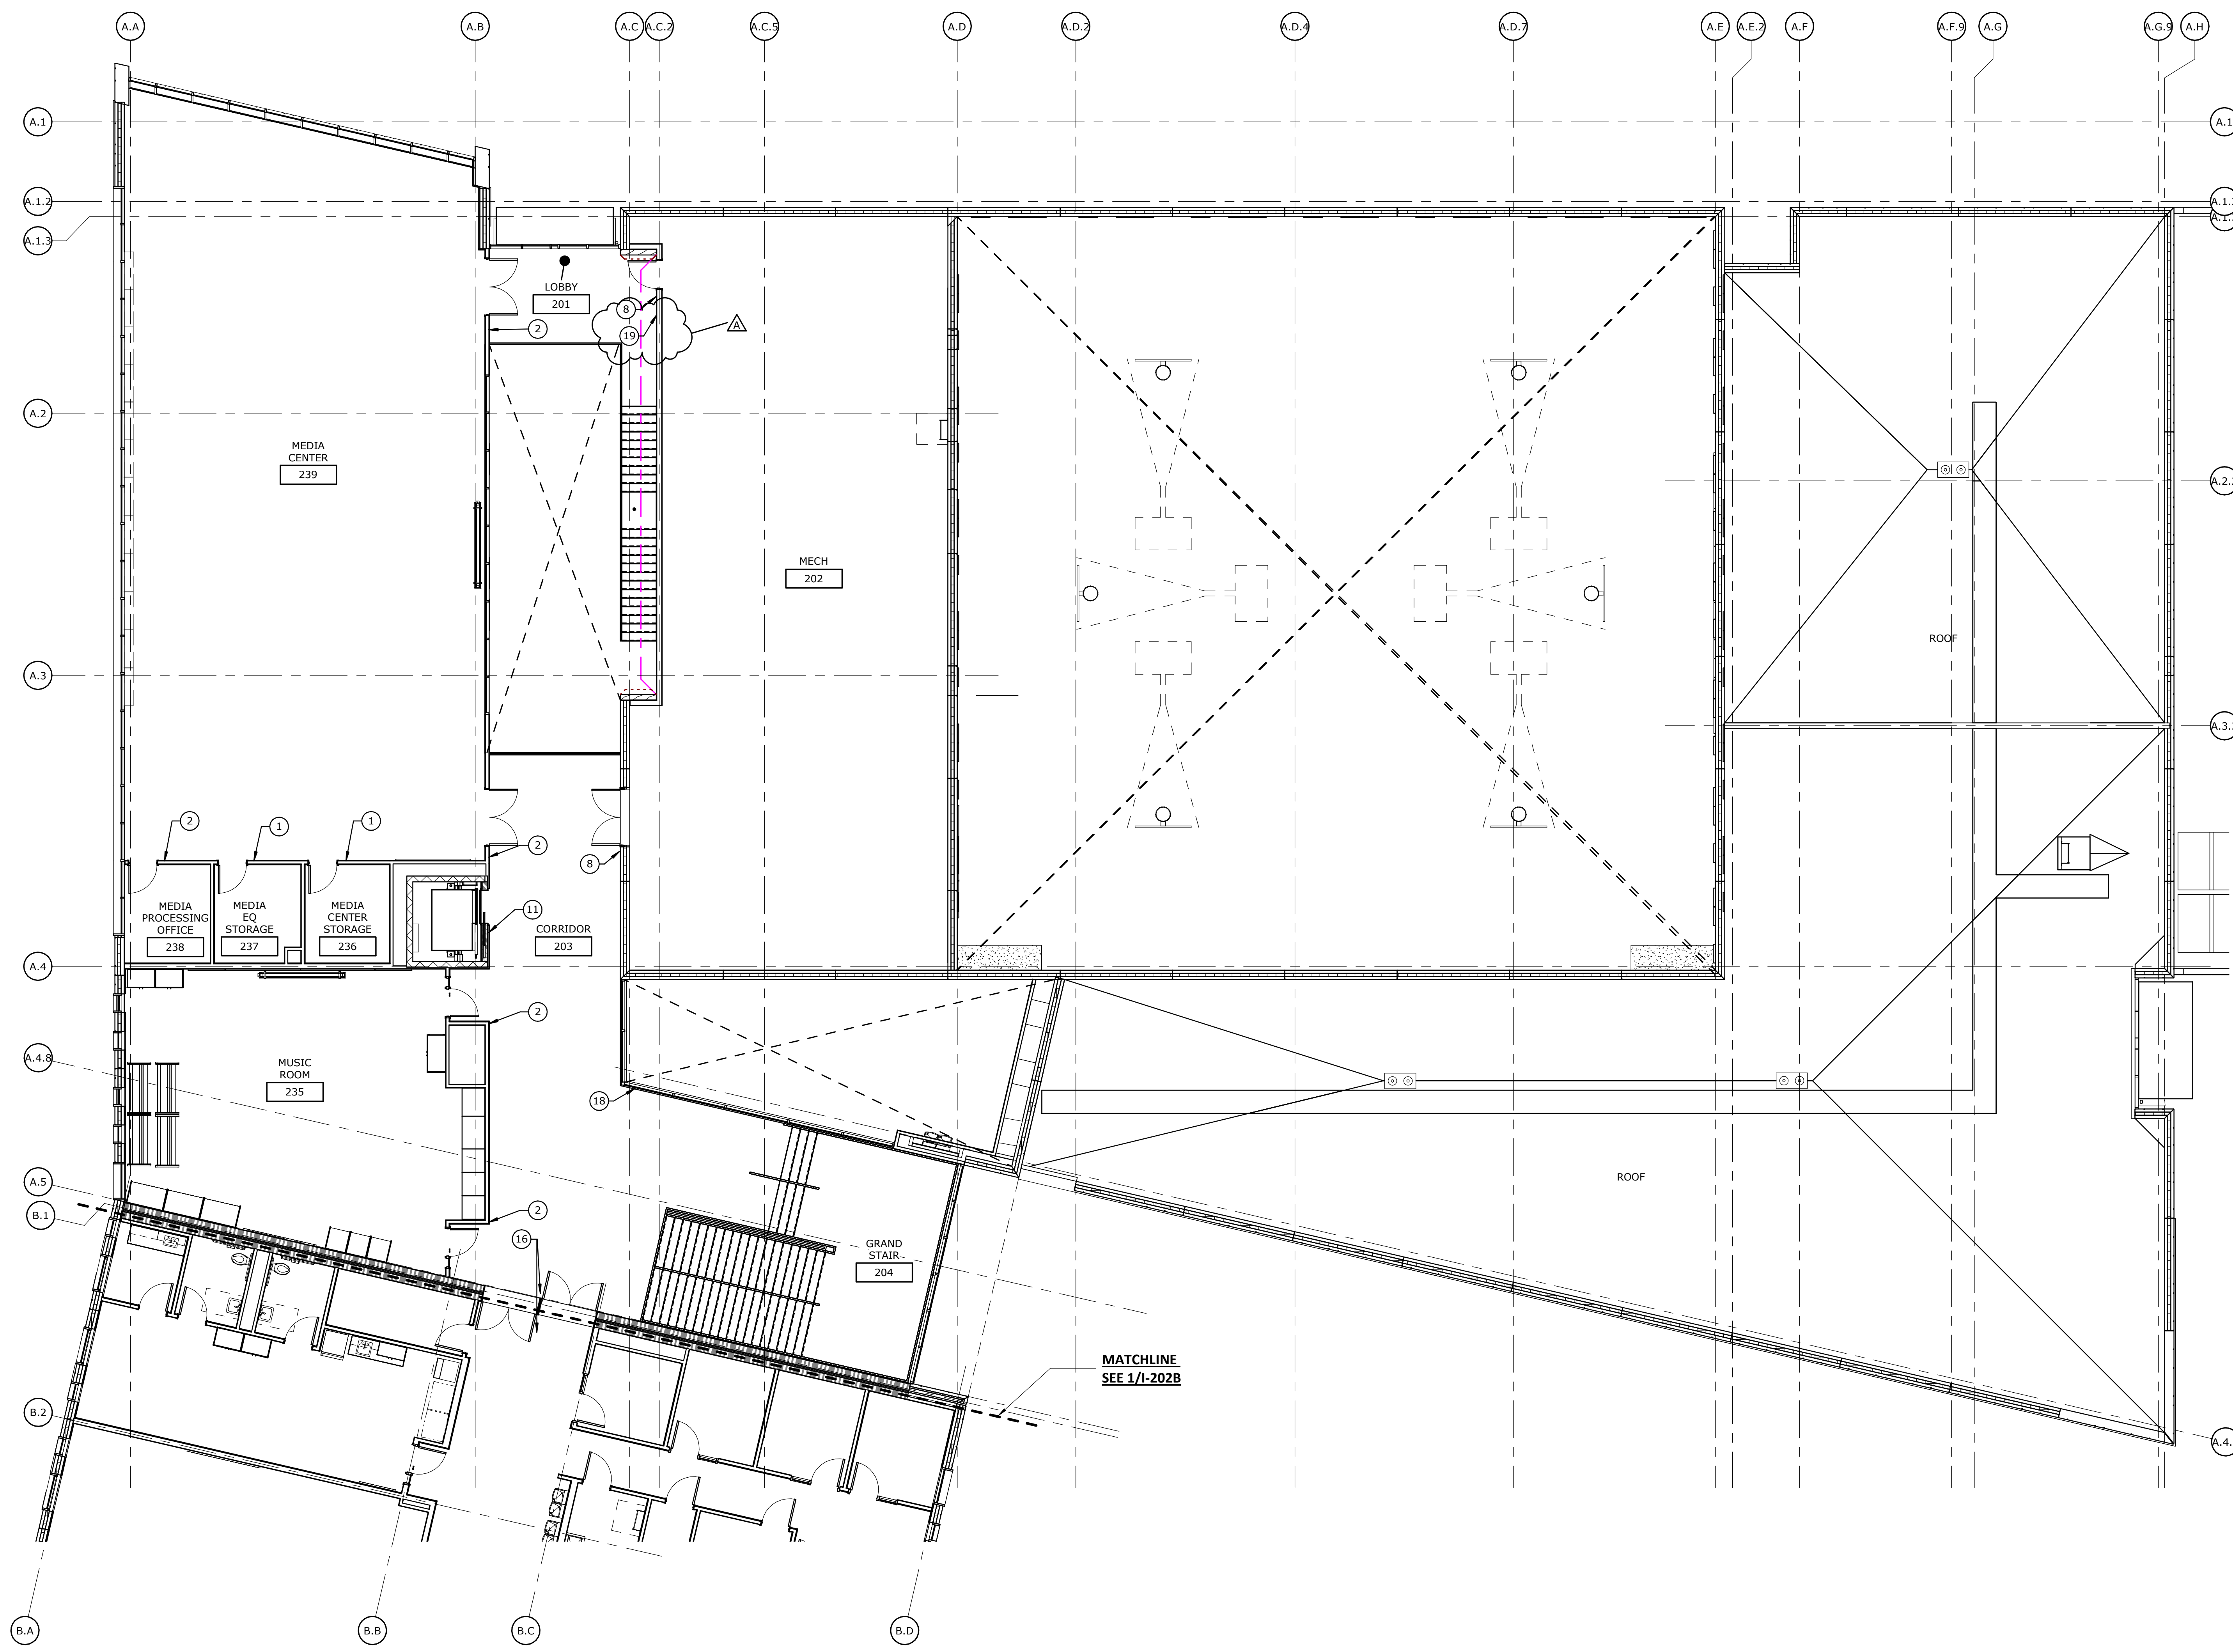 A.A
A.B
A.C
A.C.2
A.C.5
A.D
A.D.2
A.D.4
A.D.7
A.E
A.E.2
A.F
A.F.9
A.G
A.G.9
A.H
A.1
A.1
A.1.2
A.1.3
LOBBY
201
8
19
A
2
A.2
MEDIA
CENTER
239
MECH
202
ROOF
A.3
2
1
1
2
8
MEDIA
PROCESSING
OFFICE
238
MEDIA
EQ
STORAGE
237
MEDIA
CENTER
STORAGE
236
11
CORRIDOR
203
A.4
2
A.4.8
MUSIC
ROOM
235
18
A.5
B.1
2
16
ROOF
GRAND
STAIR
204
MATCHLINE
SEE 1/I-202B
B.2
B.A
B.B
B.C
B.D